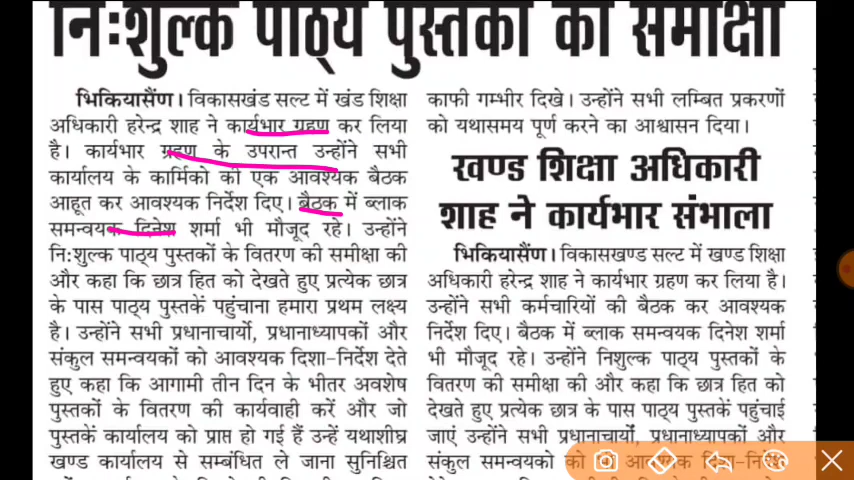 निःशुल्क पाठ्य पुस्तकों की समीक्षा
भिकियासैंण। विकासखंड सल्ट में खंड शिक्षा
अधिकारी हरेन्द्र शाह ने कार्यभार ग्रहण कर लिया
है। कार्यभार ग्रहण के उपरान्त उन्होंने सभी
कार्यालय के कार्मिको की एक आवश्यक बैठक
आहूत कर आवश्यक निर्देश दिए। बैठक में ब्लाक
समन्वयक दिनेश शर्मा भी मौजूद रहे। उन्होंने
नि:शुल्क पाठ्य पुस्तकों के वितरण की समीक्षा की
और कहा कि छात्र हित को देखते हुए प्रत्येक छात्र
के पास पाठ्य पुस्तकें पहुंचाना हमारा प्रथम लक्ष्य
है। उन्होंने सभी प्रधानाचार्यो, प्रधानाध्यापकों और
संकुल समन्वयकों को आवश्यक दिशा-निर्देश देते
हुए कहा कि आगामी तीन दिन के भीतर अवशेष
पुस्तकों के वितरण की कार्यवाही करें और जो
पुस्तकें कार्यालय को प्राप्त हो गई हैं उन्हें यथाशीघ्र
खण्ड कार्यालय से सम्बंधित ले जाना सुनिश्चित
काफी गम्भीर दिखे। उन्होंने सभी लम्बित प्रकरणों
को यथासमय पूर्ण करने का आश्वासन दिया।
खण्ड शिक्षा अधिकारी
शाह ने कार्यभार संभाला
भिकियासैंण। विकासखण्ड सल्ट में खण्ड शिक्षा
अधिकारी हरेन्द्र शाह ने कार्यभार ग्रहण कर लिया है।
उन्होंने सभी कर्मचारियों की बैठक कर आवश्यक
निर्देश दिए। बैठक में ब्लाक समन्वयक दिनेश शर्मा
भी मौजूद रहे। उन्होंने निशुल्क पाठ्य पुस्तकों के
वितरण की समीक्षा की और कहा कि छात्र हित को
देखते हुए प्रत्येक छात्र के पास पाठ्य पुस्तकें पहुंचाई
जाएं उन्होंने सभी प्रधानाचार्यों, प्रधानाध्यापकों और
संकुल समन्वयको को भी आवश्यक दिशा-निर्देश